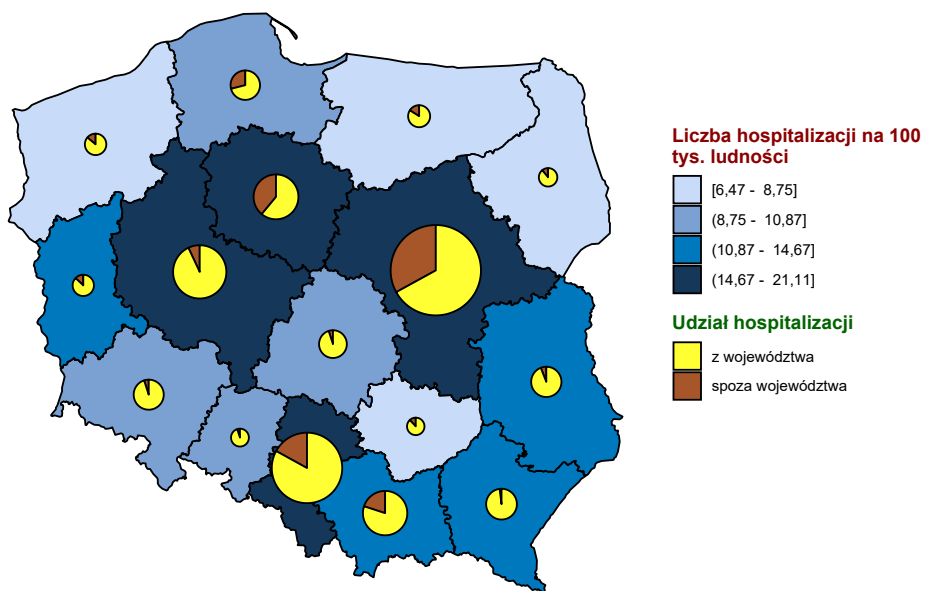 Liczba hospitalizacji na 100
tys. ludności
[6,47 - 8,75]
(8,75 - 10,87]
(10,87 - 14,67]
(14,67 - 21,11]
Udział hospitalizacji
z województwa
spoza województwa